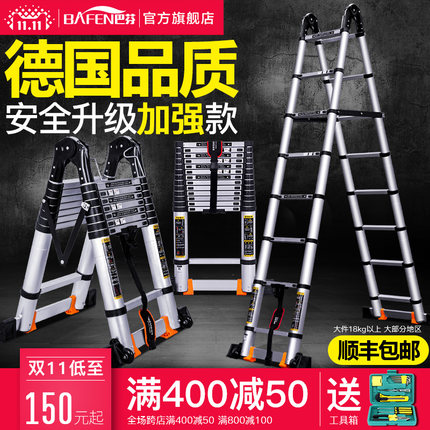 11.11
BAFEN巴芬 官方旗舰店
德国品质
安全升级加强款
大件18kg以上 大部分地区
顺丰包邮
双11低至
150元起
满400减50
全场跨店满400减50 满800减100
送
工具箱